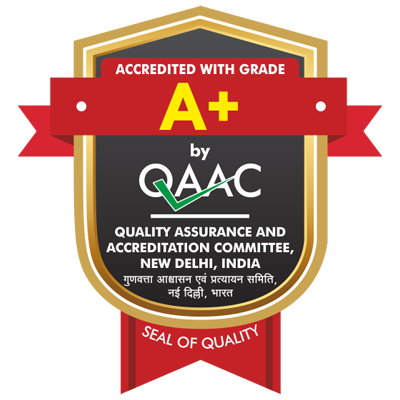 ACCREDITED WITH GRADE
A+
by
QAAC
QUALITY ASSURANCE AND
ACCREDITATION COMMITTEE,
NEW DELHI, INDIA
गुणवत्ता आश्वासन एवं प्रत्यायन समिति,
नई दिल्ली, भारत
SEAL OF QUALITY